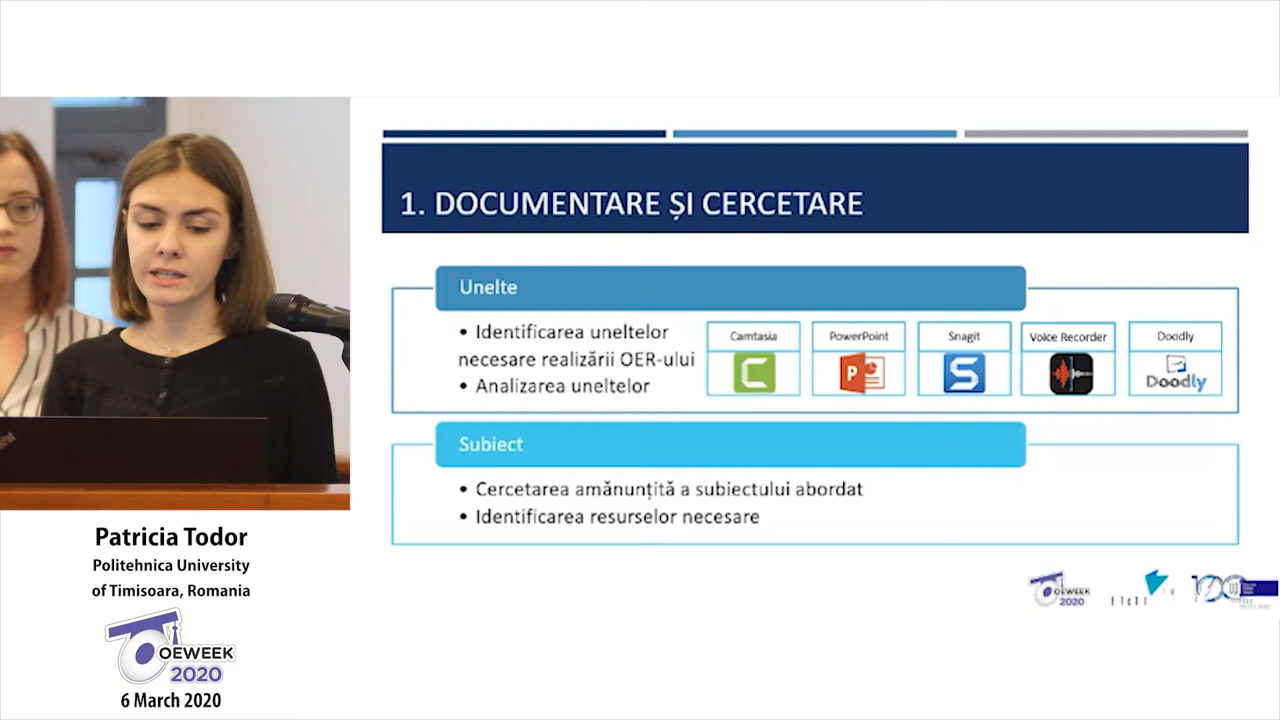 1. DOCUMENTARE ȘI CERCETARE
Unelte
• Identificarea uneltelor
necesare realizării OER-ului
• Analizarea uneltelor
Camtasia
PowerPoint
Snagit
Voice Recorder
Doodly
P
S
Doodly
Subiect
• Cercetarea amănunțită a subiectului abordat
• Identificarea resurselor necesare
Patricia Todor
Politehnica University
of Timisoara, Romania
OEWEEK
2020
6 March 2020
OEWEEK
2020